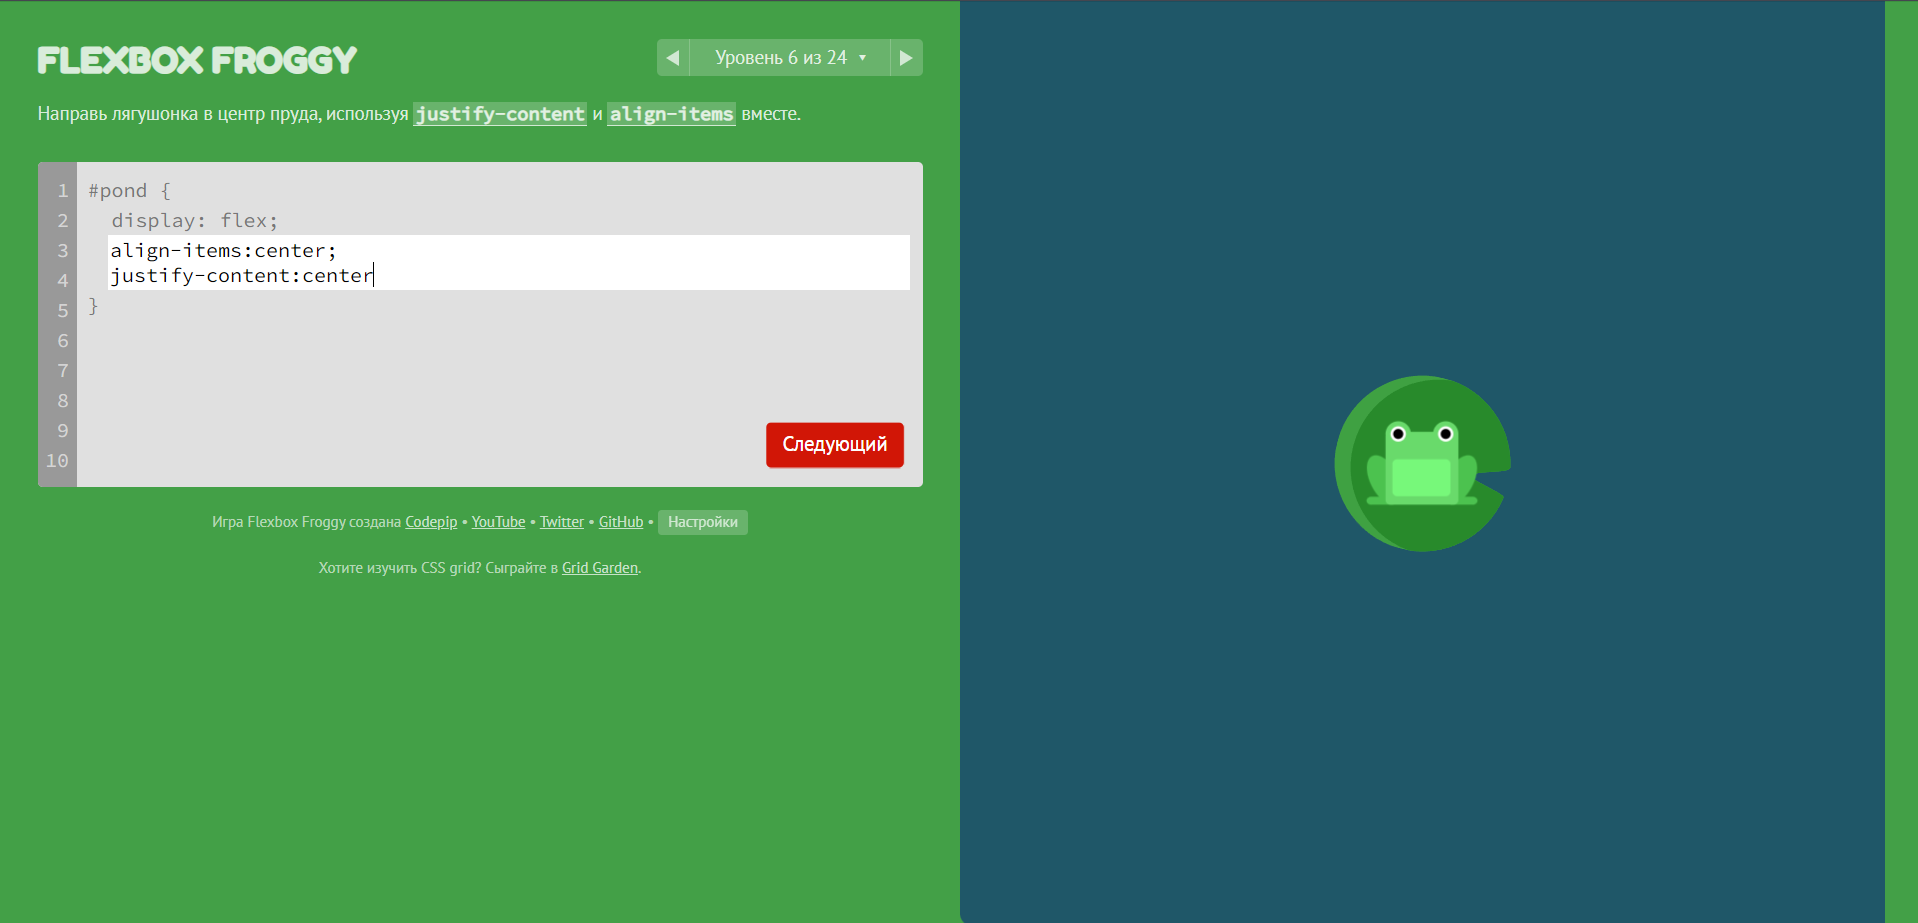 FLEXBOX FROGGY
◀ Уровень 6 из 24 ▼ ▶
Направь лягушонка в центр пруда, используя justify-content и align-items вместе.
1 #pond {
2 display: flex;
3 align-items:center;
4 justify-content:center
5 }
6
7
8
9
10
Следующий
Игра Flexbox Froggy создана Codepip • YouTube • Twitter • GitHub • Настройки
Хотите изучить CSS grid? Сыграйте в Grid Garden.